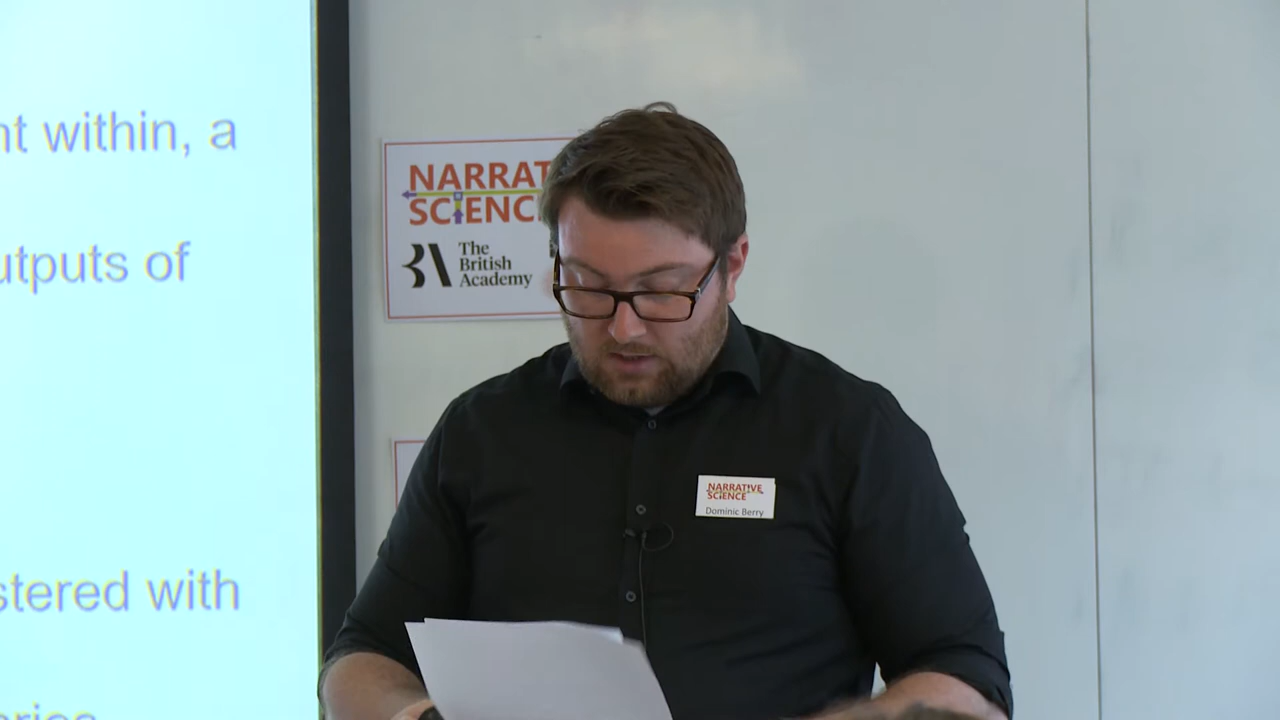 nt within, a
utputs of
stered with
NARRAT
SCIENC
The
British
Academy
NARRATIVE
SCIENCE
Dominic Berry